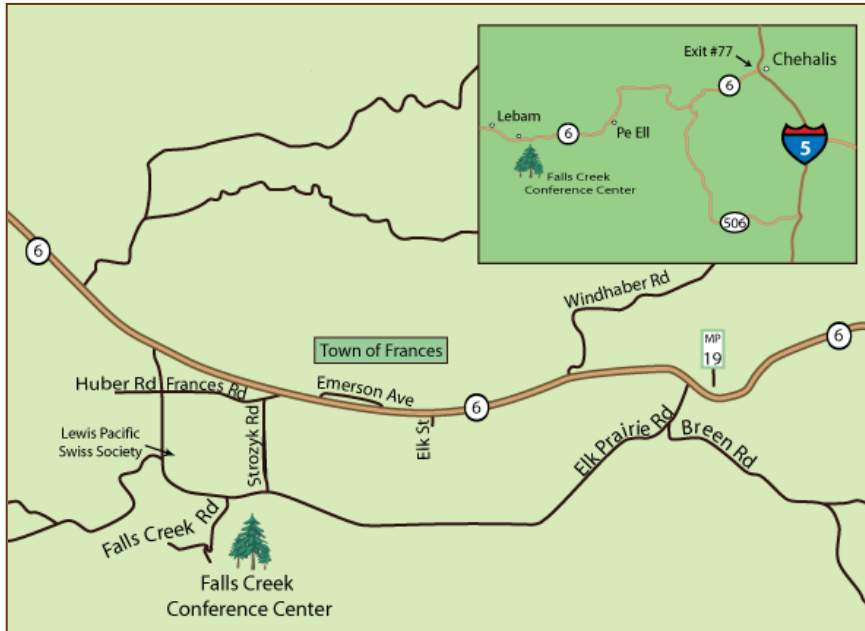 Exit #77
Chehalis
6
Lebam
6
Pe Ell
5
Falls Creek
Conference Center
506
6
Windhaber Rd
MP
19
6
Town of Frances
Huber Rd
Frances Rd
Emerson Ave
6
Elk St
Strozyk Rd
Lewis Pacific
Swiss Society
Elk Prairie Rd
Breen Rd
Falls Creek Rd
Falls Creek
Conference Center